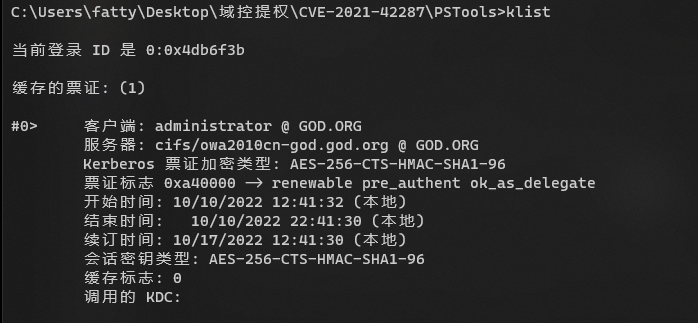 C:\Users\fatty\Desktop\域控提权\CVE-2021-42287\PSTools>klist
当前登录 ID 是 0:0x4db6f3b
缓存的票证: (1)
#0> 客户端: administrator @ GOD.ORG
服务器: cifs/owa2010cn-god.god.org @ GOD.ORG
Kerberos 票证加密类型: AES-256-CTS-HMAC-SHA1-96
票证标志 0xa40000 -> renewable pre_authent ok_as_delegate
开始时间: 10/10/2022 12:41:32 (本地)
结束时间: 10/10/2022 22:41:30 (本地)
续订时间: 10/17/2022 12:41:30 (本地)
会话密钥类型: AES-256-CTS-HMAC-SHA1-96
缓存标志: 0
调用的 KDC: